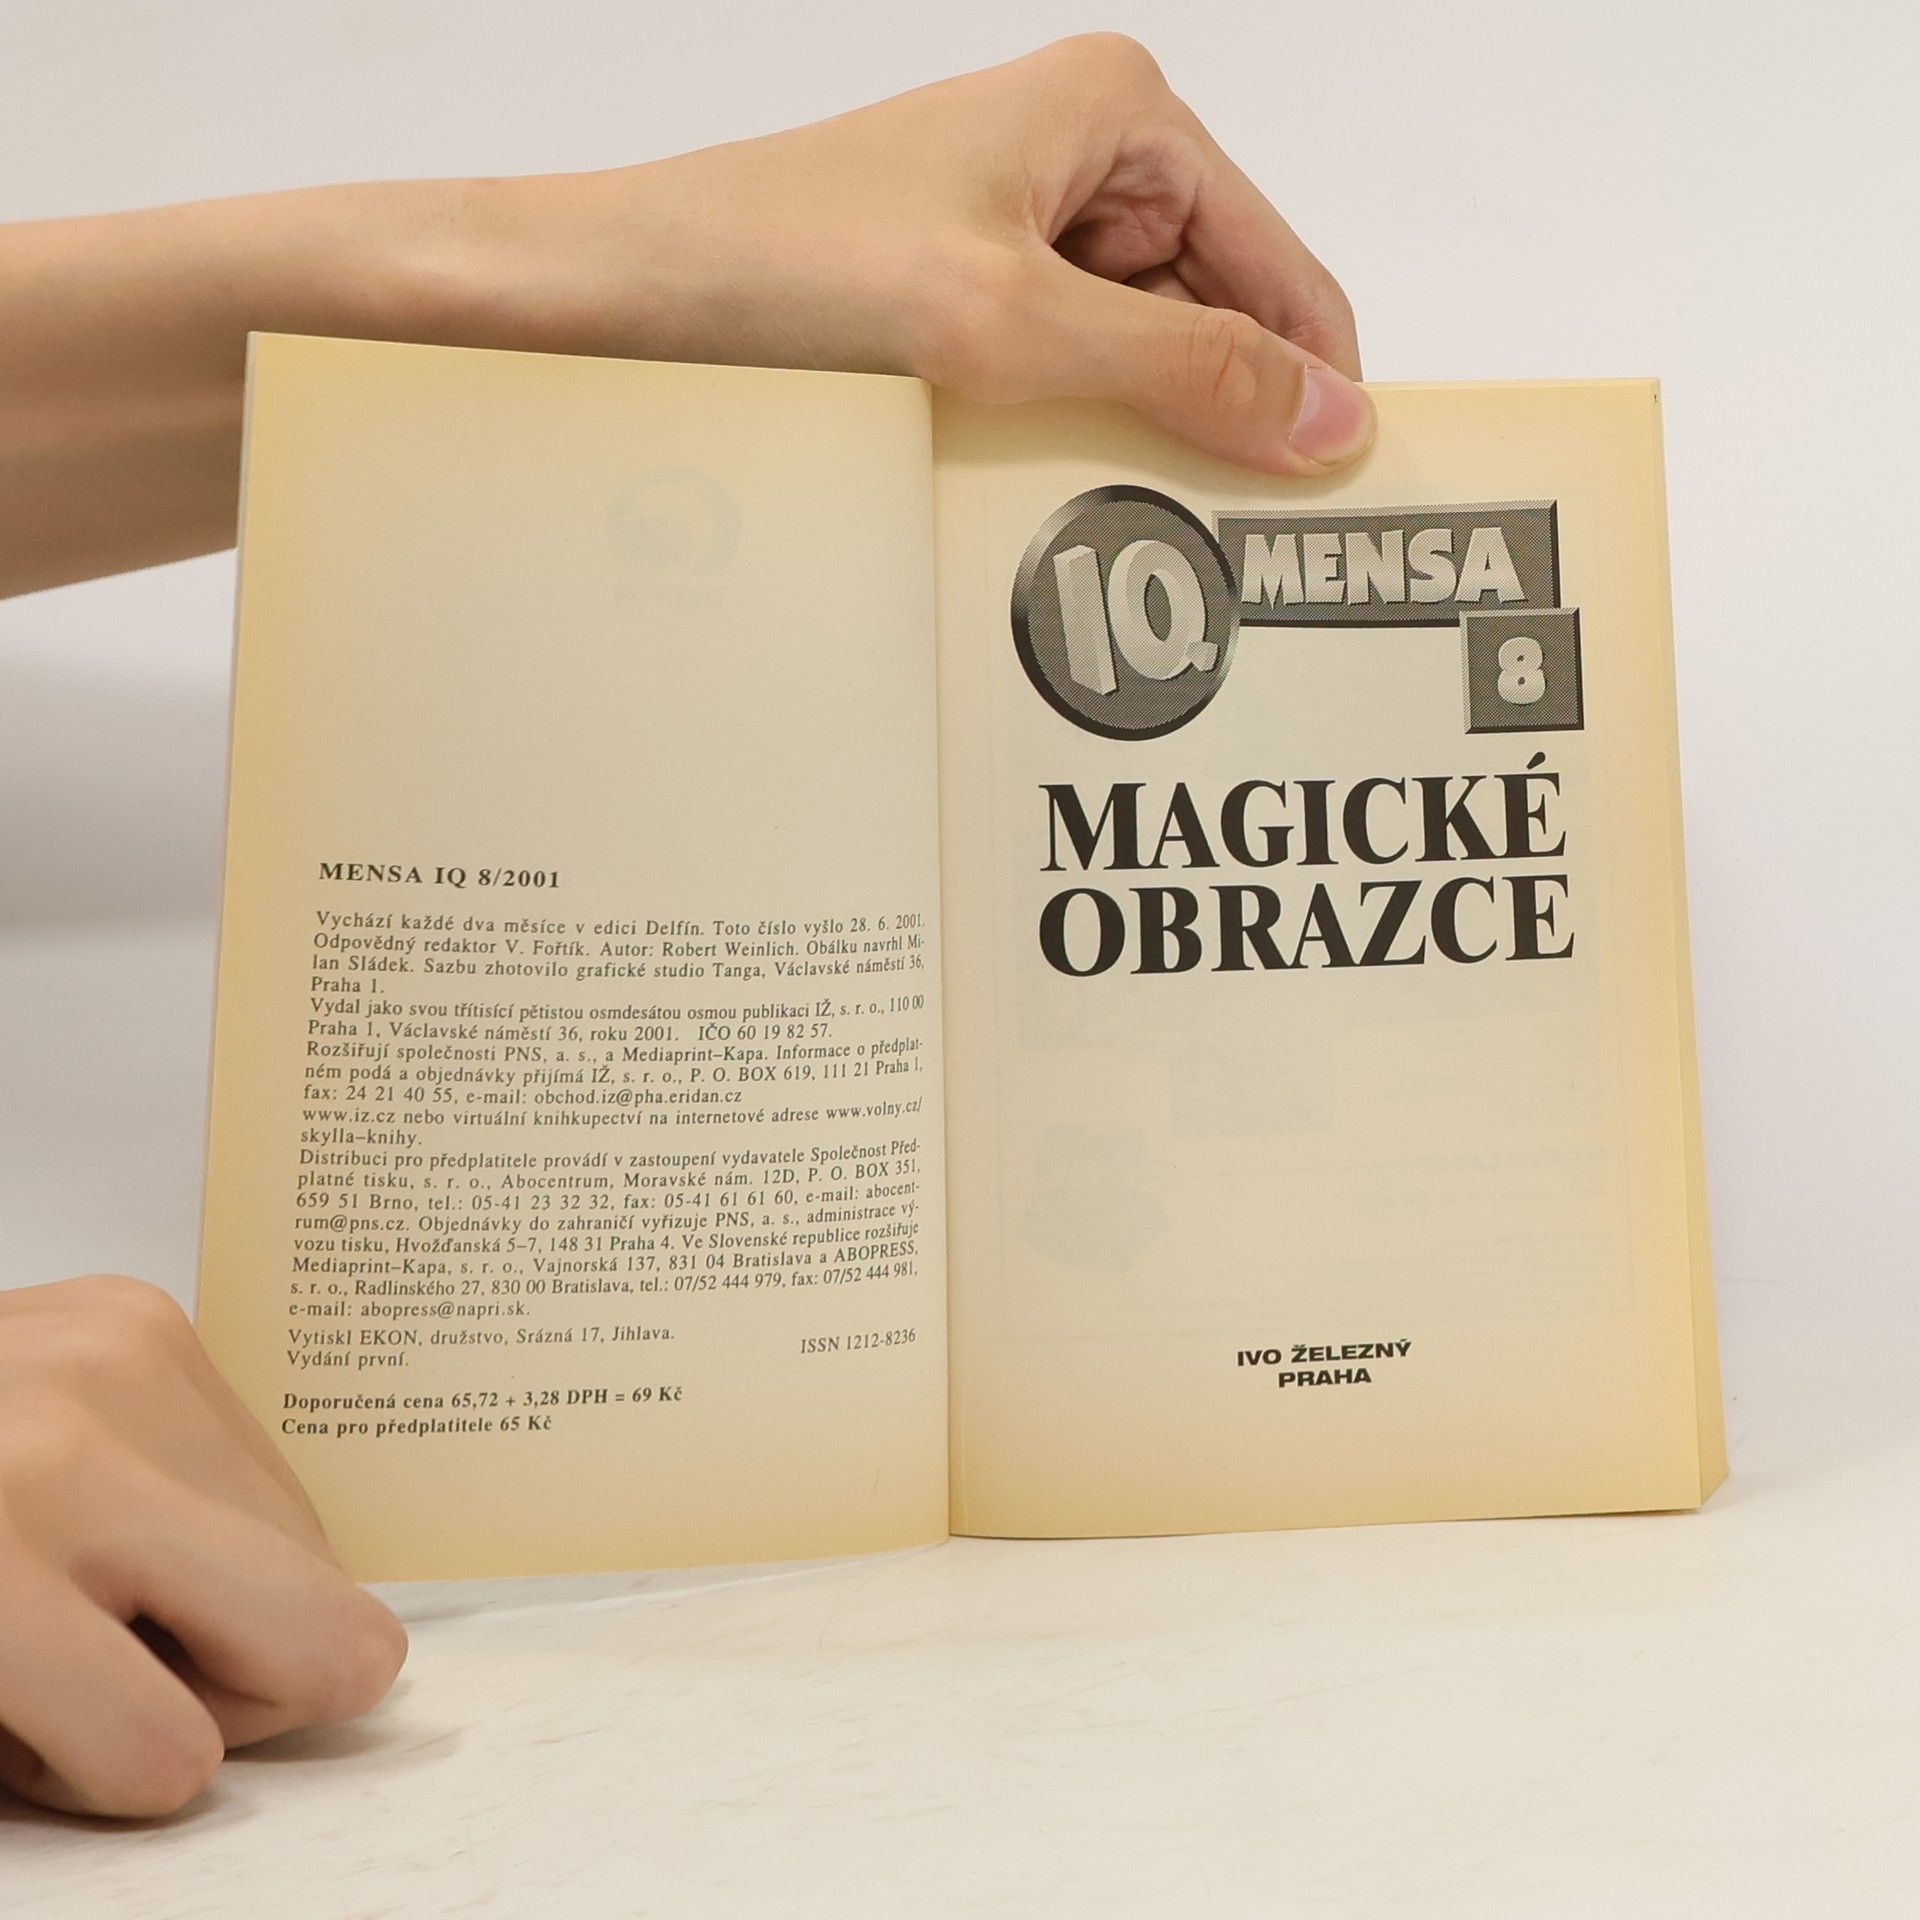 MENSA IQ 8/2001
Vychází každé dva měsíce v edici Delfín. Toto číslo vyšlo 28. 6. 2001.
Odpovědný redaktor V. Fořtík. Autor: Robert Weinlich. Obálku navrhl Mi-
lan Sládek. Sazbu zhotovilo grafické studio Tanga, Václavské náměstí 36,
Praha 1.
Vydal jako svou třítisící pětistou osmdesátou osmou publikaci IŽ, s. r. o., 110 00
Praha 1, Václavské náměstí 36, roku 2001. IČO 60 19 82 57.
Rozšiřují společnosti PNS, a. s., a Mediaprint–Kapa. Informace o předplat-
ném podá a objednávky přijímá IŽ, s. r. o., P. O. BOX 619, 111 21 Praha 1,
fax: 24 21 40 55, e-mail: obchod.iz@pha.eridan.cz
www.iz.cz nebo virtuální knihkupectví na internetové adrese www.volny.cz/
skylla–knihy.
Distribuci pro předplatitele provádí v zastoupení vydavatele Společnost Před-
platné tisku, s. r. o., Abocentrum, Moravské nám. 12D, P. O. BOX 351,
659 51 Brno, tel.: 05-41 23 32 32, fax: 05-41 61 61 60, e-mail: abocent-
rum@pns.cz. Objednávky do zahraničí vyřizuje PNS, a. s., administrace vý-
vozu tisku, Hvožďanská 5–7, 148 31 Praha 4. Ve Slovenské republice rozšiřuje
Mediaprint–Kapa, s. r. o., Vajnorská 137, 831 04 Bratislava a ABOPRESS,
s. r. o., Radlinského 27, 830 00 Bratislava, tel.: 07/52 444 979, fax: 07/52 444 981,
e-mail: abopress@napri.sk.
Vytiskl EKON, družstvo, Srázná 17, Jihlava.
Vydání první.
ISSN 1212-8236
Doporučená cena 65,72 + 3,28 DPH = 69 Kč
Cena pro předplatitele 65 Kč
IQ MENSA
8
MAGICKÉ
OBRAZCE
IVO ŽELEZNÝ
PRAHA